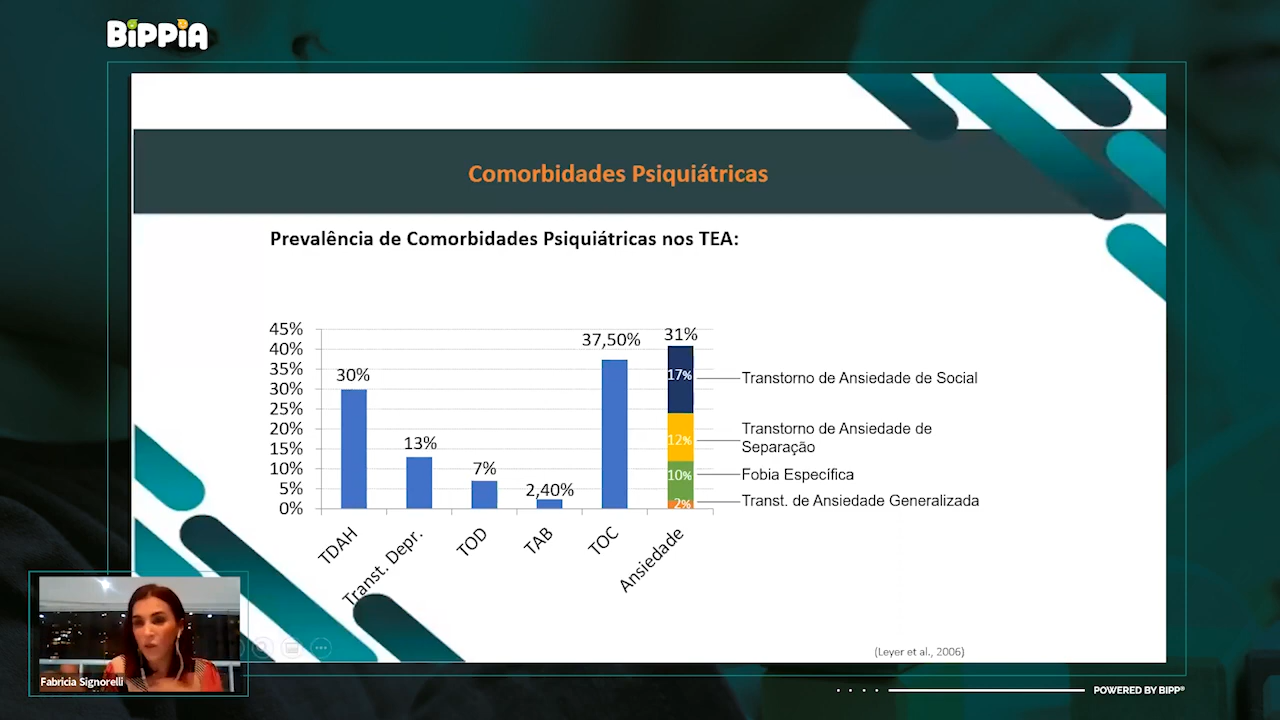 BiPPiA
Comorbidades Psiquiátricas
Prevalência de Comorbidades Psiquiátricas nos TEA:
45%
40%
35%
30%
25%
20%
15%
10%
5%
0%
30%
13%
7%
2,40%
37,50%
31%
17%
12%
10%
2%
Transtorno de Ansiedade de Social
Transtorno de Ansiedade de
Separação
Fobia Específica
Transt. de Ansiedade Generalizada
TDAH
Transt. Depr.
TOD
TAB
TOC
Ansiedade
(Leyer et al., 2006)
Fabricia Signorelli
POWERED BY BIPP®